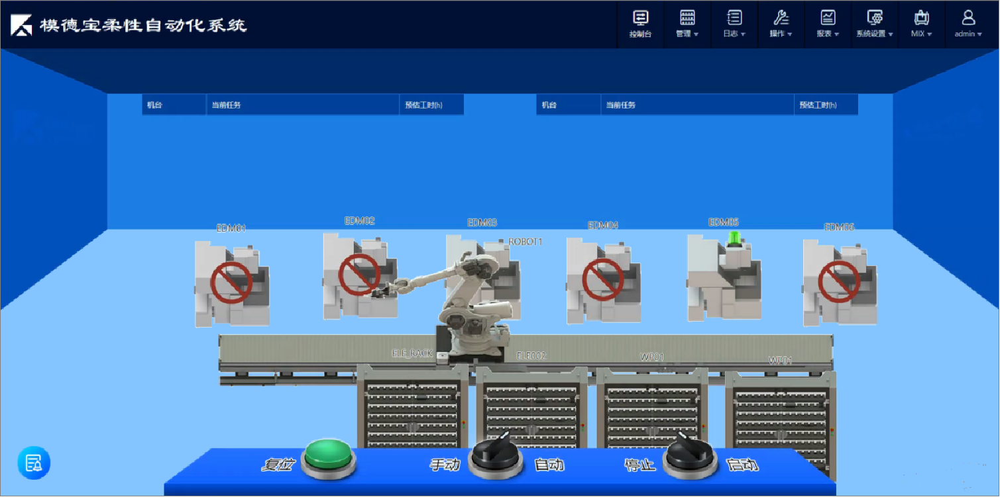 模德宝柔性自动化系统
控制台
管理
日志
操作
报表
系统设置
MIX
admin
机台 当前任务 预估工时(h)
机台 当前任务 预估工时(h)
EDM01
EDM02
EDM03
ROBOT1
EDM04
EDM05
EDM06
ELE_RACK
ELE002
WP01
WP01
复位
手动
自动
停止
启动